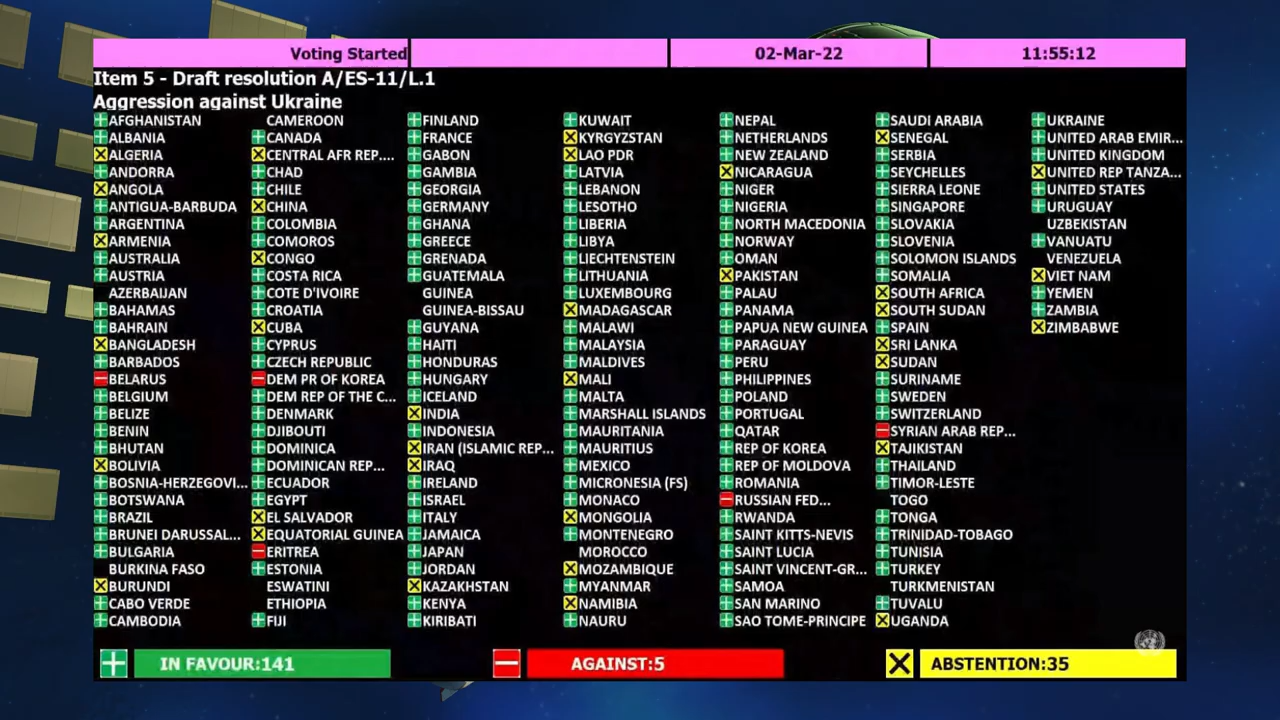 Voting Started 02-Mar-22 11:55:12
Item 5 - Draft resolution A/ES-11/L.1
Aggression against Ukraine
AFGHANISTAN
ALBANIA
ALGERIA
ANDORRA
ANGOLA
ANTIGUA-BARBUDA
ARGENTINA
ARMENIA
AUSTRALIA
AUSTRIA
AZERBAIJAN
BAHAMAS
BAHRAIN
BANGLADESH
BARBADOS
BELARUS
BELGIUM
BELIZE
BENIN
BHUTAN
BOLIVIA
BOSNIA-HERZEGOVI...
BOTSWANA
BRAZIL
BRUNEI DARUSSAL...
BULGARIA
BURKINA FASO
BURUNDI
CABO VERDE
CAMBODIA
CAMEROON
CANADA
CENTRAL AFR REP....
CHAD
CHILE
CHINA
COLOMBIA
COMOROS
CONGO
COSTA RICA
COTE D'IVOIRE
CROATIA
CUBA
CYPRUS
CZECH REPUBLIC
DEM PR OF KOREA
DEM REP OF THE C...
DENMARK
DJIBOUTI
DOMINICA
DOMINICAN REP...
ECUADOR
EGYPT
EL SALVADOR
EQUATORIAL GUINEA
ERITREA
ESTONIA
ESWATINI
ETHIOPIA
FIJI
FINLAND
FRANCE
GABON
GAMBIA
GEORGIA
GERMANY
GHANA
GREECE
GRENADA
GUATEMALA
GUINEA
GUINEA-BISSAU
GUYANA
HAITI
HONDURAS
HUNGARY
ICELAND
INDIA
INDONESIA
IRAN (ISLAMIC REP...
IRAQ
IRELAND
ISRAEL
ITALY
JAMAICA
JAPAN
JORDAN
KAZAKHSTAN
KENYA
KIRIBATI
KUWAIT
KYRGYZSTAN
LAO PDR
LATVIA
LEBANON
LESOTHO
LIBERIA
LIBYA
LIECHTENSTEIN
LITHUANIA
LUXEMBOURG
MADAGASCAR
MALAWI
MALAYSIA
MALDIVES
MALI
MALTA
MARSHALL ISLANDS
MAURITANIA
MAURITIUS
MEXICO
MICRONESIA (FS)
MONACO
MONGOLIA
MONTENEGRO
MOROCCO
MOZAMBIQUE
MYANMAR
NAMIBIA
NAURU
NEPAL
NETHERLANDS
NEW ZEALAND
NICARAGUA
NIGER
NIGERIA
NORTH MACEDONIA
NORWAY
OMAN
PAKISTAN
PALAU
PANAMA
PAPUA NEW GUINEA
PARAGUAY
PERU
PHILIPPINES
POLAND
PORTUGAL
QATAR
REP OF KOREA
REP OF MOLDOVA
ROMANIA
RUSSIAN FED...
RWANDA
SAINT KITTS-NEVIS
SAINT LUCIA
SAINT VINCENT-GR...
SAMOA
SAN MARINO
SAO TOME-PRINCIPE
SAUDI ARABIA
SENEGAL
SERBIA
SEYCHELLES
SIERRA LEONE
SINGAPORE
SLOVAKIA
SLOVENIA
SOLOMON ISLANDS
SOMALIA
SOUTH AFRICA
SOUTH SUDAN
SPAIN
SRI LANKA
SUDAN
SURINAME
SWEDEN
SWITZERLAND
SYRIAN ARAB REP...
TAJIKISTAN
THAILAND
TIMOR-LESTE
TOGO
TONGA
TRINIDAD-TOBAGO
TUNISIA
TURKEY
TURKMENISTAN
TUVALU
UGANDA
UKRAINE
UNITED ARAB EMIR...
UNITED KINGDOM
UNITED REP TANZA...
UNITED STATES
URUGUAY
UZBEKISTAN
VANUATU
VENEZUELA
VIET NAM
YEMEN
ZAMBIA
ZIMBABWE
IN FAVOUR:141 AGAINST:5 ABSTENTION:35